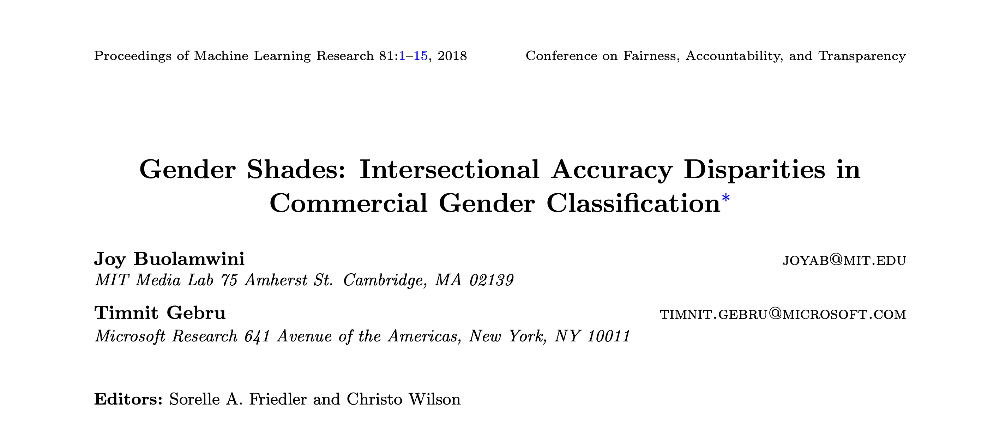 Proceedings of Machine Learning Research 81:1–15, 2018 Conference on Fairness, Accountability, and Transparency
Gender Shades: Intersectional Accuracy Disparities in
Commercial Gender Classification*
Joy Buolamwini JOYAB@MIT.EDU
MIT Media Lab 75 Amherst St. Cambridge, MA 02139
Timnit Gebru TIMNIT.GEBRU@MICROSOFT.COM
Microsoft Research 641 Avenue of the Americas, New York, NY 10011
Editors: Sorelle A. Friedler and Christo Wilson